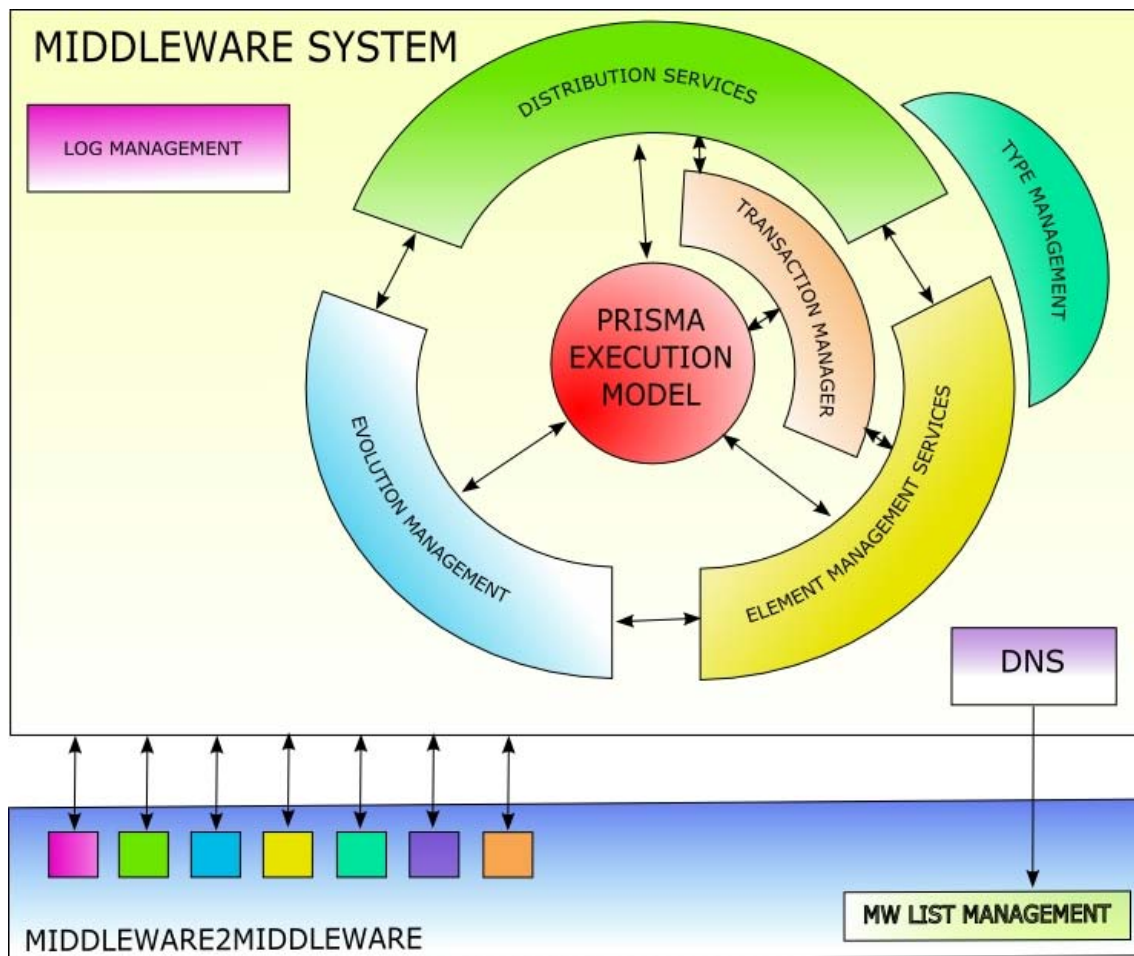 MIDDLEWARE SYSTEM
DISTRIBUTION SERVICES
LOG MANAGEMENT
TYPE MANAGEMENT
TRANSACTION MANAGER
PRISMA
EXECUTION
MODEL
EVOLUTION MANAGEMENT
ELEMENT MANAGEMENT SERVICES
DNS
MW LIST MANAGEMENT
MIDDLEWARE2MIDDLEWARE